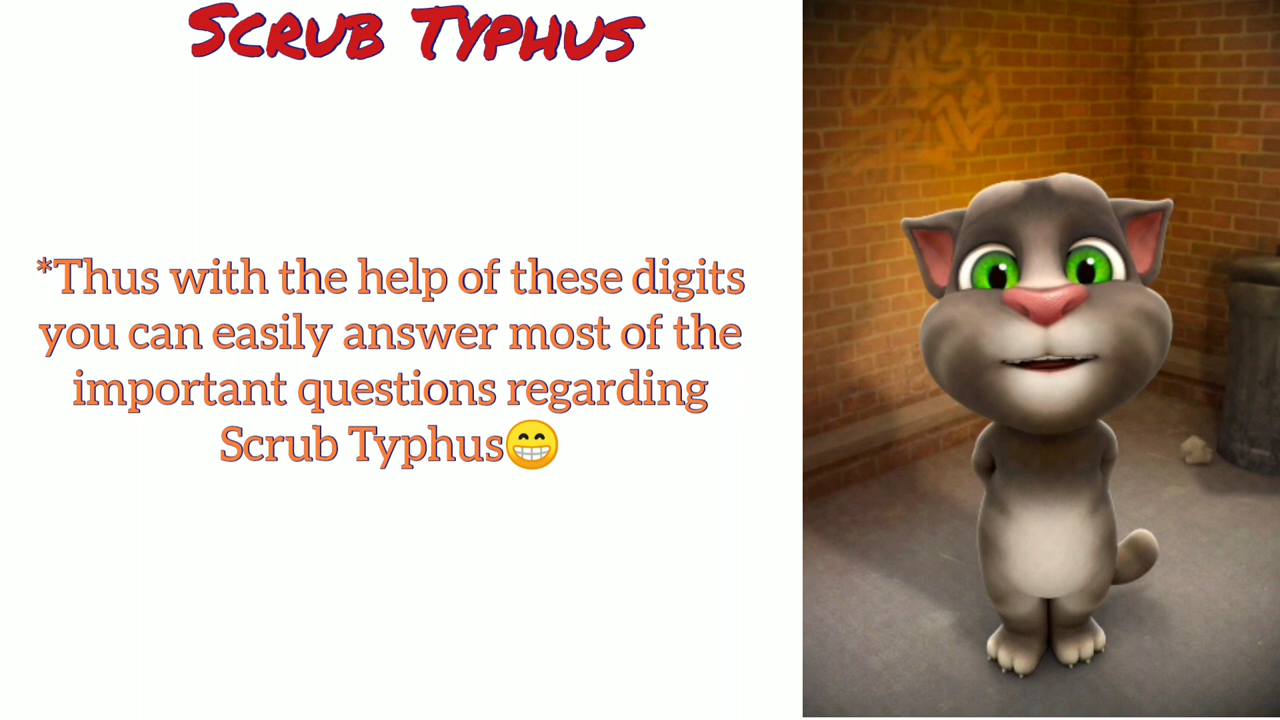 Scrub Typhus
*Thus with the help of these digits
you can easily answer most of the
important questions regarding
Scrub Typhus😁